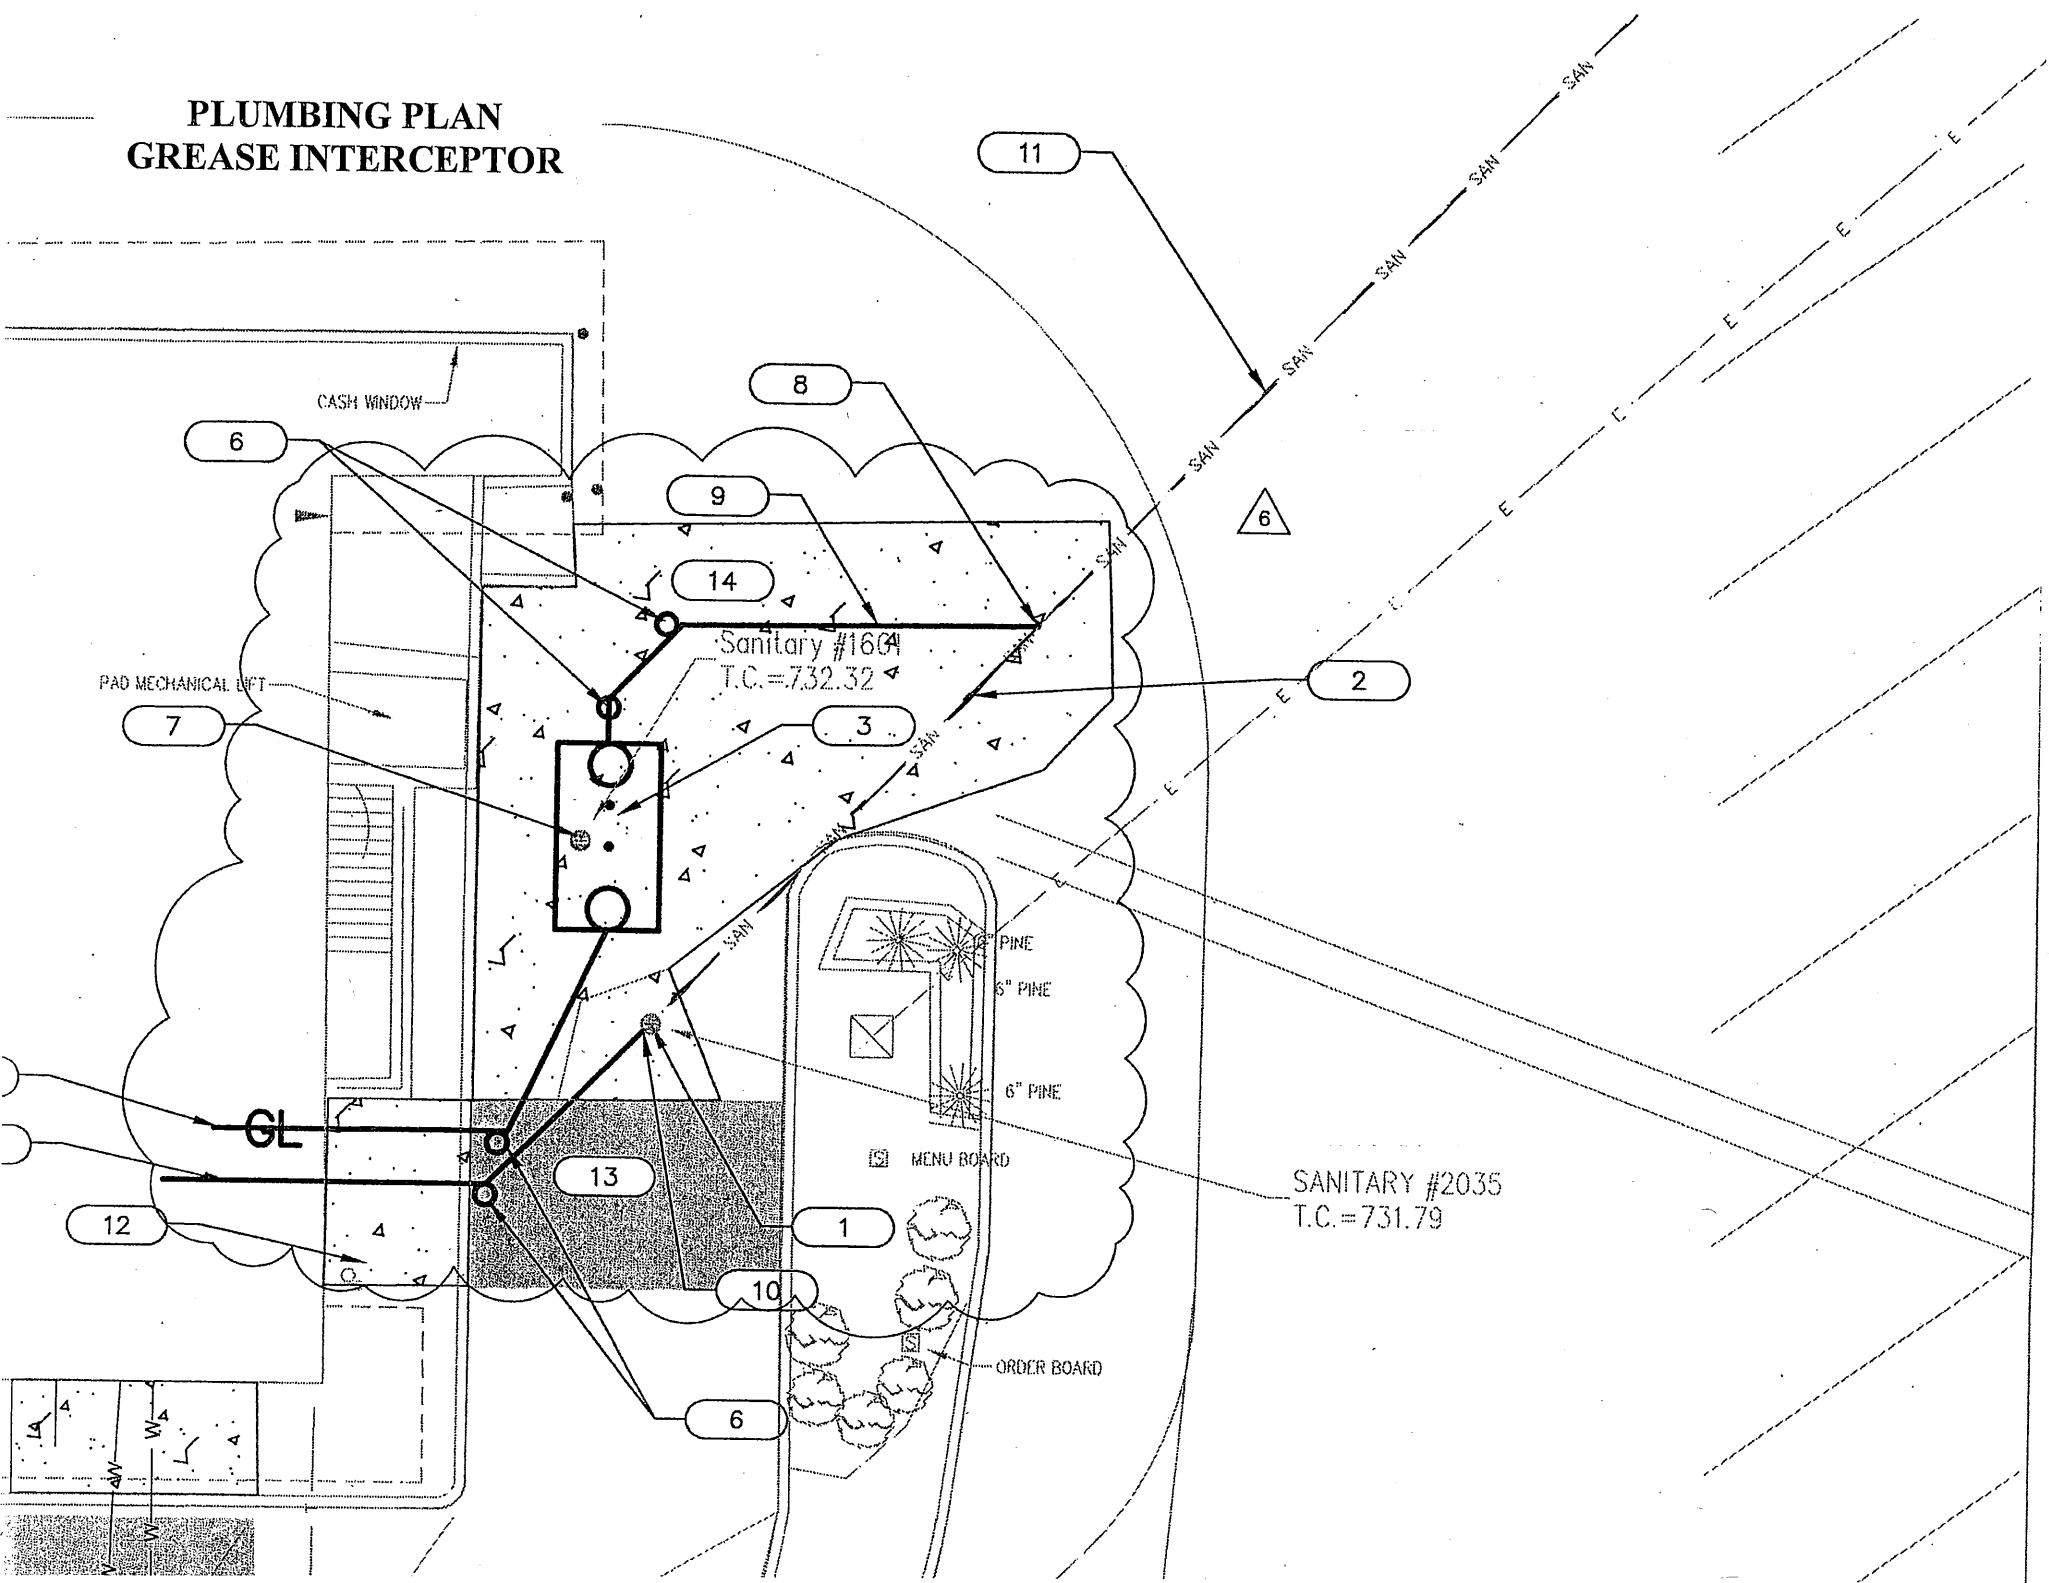 PLUMBING PLAN
GREASE INTERCEPTOR
SAN
11
E
SAN
E
SAN
E
SAN
CASH WINDOW
8
6
SAN
9
6
E
SAN
14
Sanitary #1601
T.C.=732.32
2
PAD MECHANICAL LIFT
E
7
3
SAN
E
SAN
6" PINE
6" PINE
6" PINE
GL
MENU BOARD
S
13
SANITARY #2035
T.C.=731.79
12
1
10
S
ORDER BOARD
6
W
W
W
W